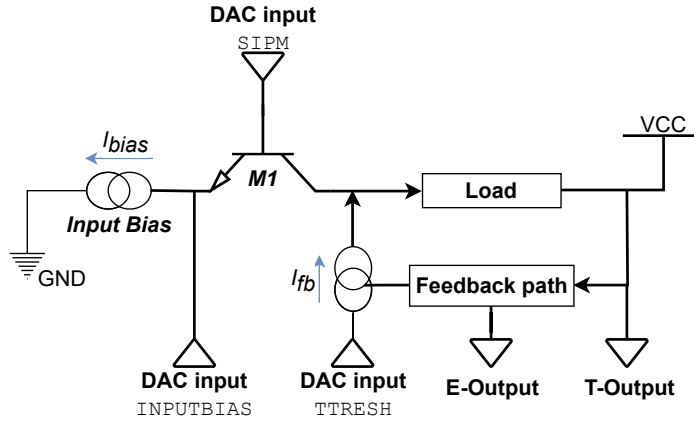 DAC input
SIPM
VCC
I_bias
M1
Load
Input Bias
GND
I_fb
Feedback path
DAC input
INPUTBIAS
DAC input
TTRESH
E-Output
T-Output